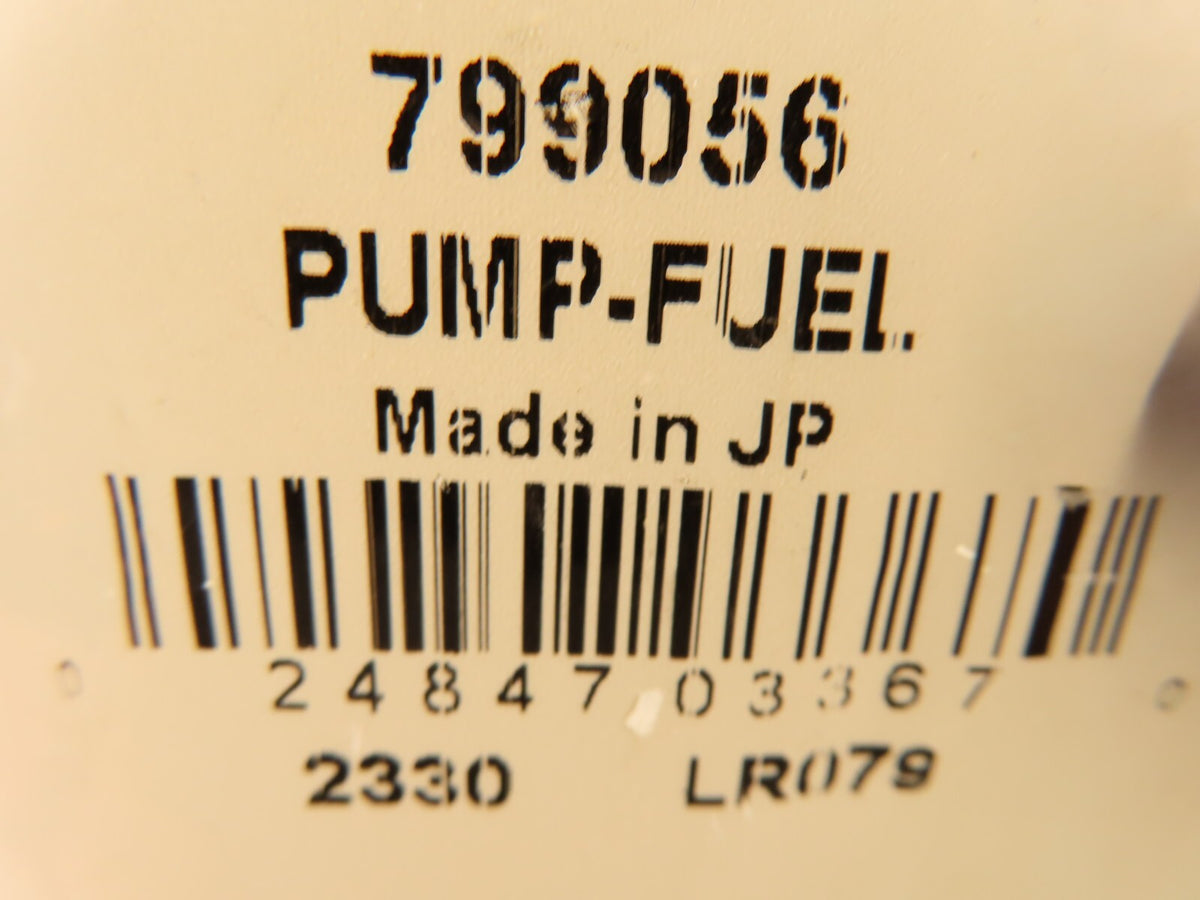 799056
PUMP-FUEL
Made in JP
0 24847 03367 0
2330 LR079